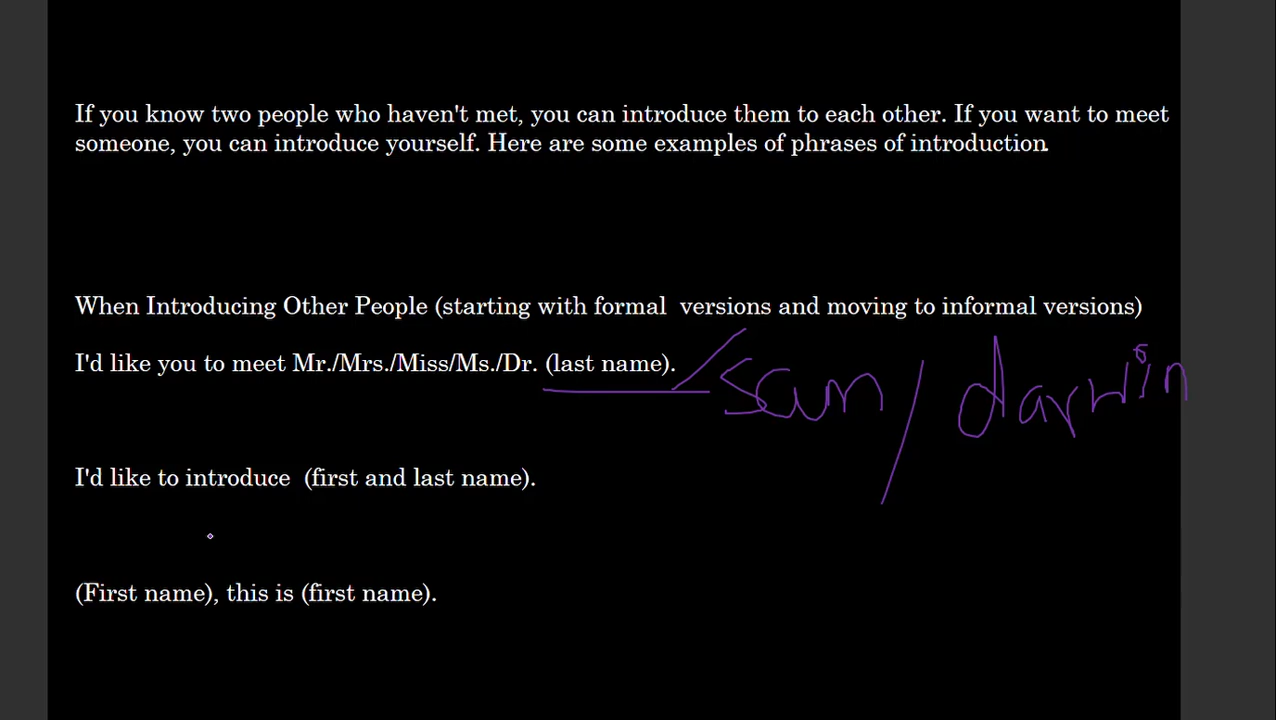 If you know two people who haven't met, you can introduce them to each other. If you want to meet
someone, you can introduce yourself. Here are some examples of phrases of introduction.
When Introducing Other People (starting with formal versions and moving to informal versions)
I'd like you to meet Mr./Mrs./Miss/Ms./Dr. (last name).
Sam/ darwin
I'd like to introduce (first and last name).
(First name), this is (first name).